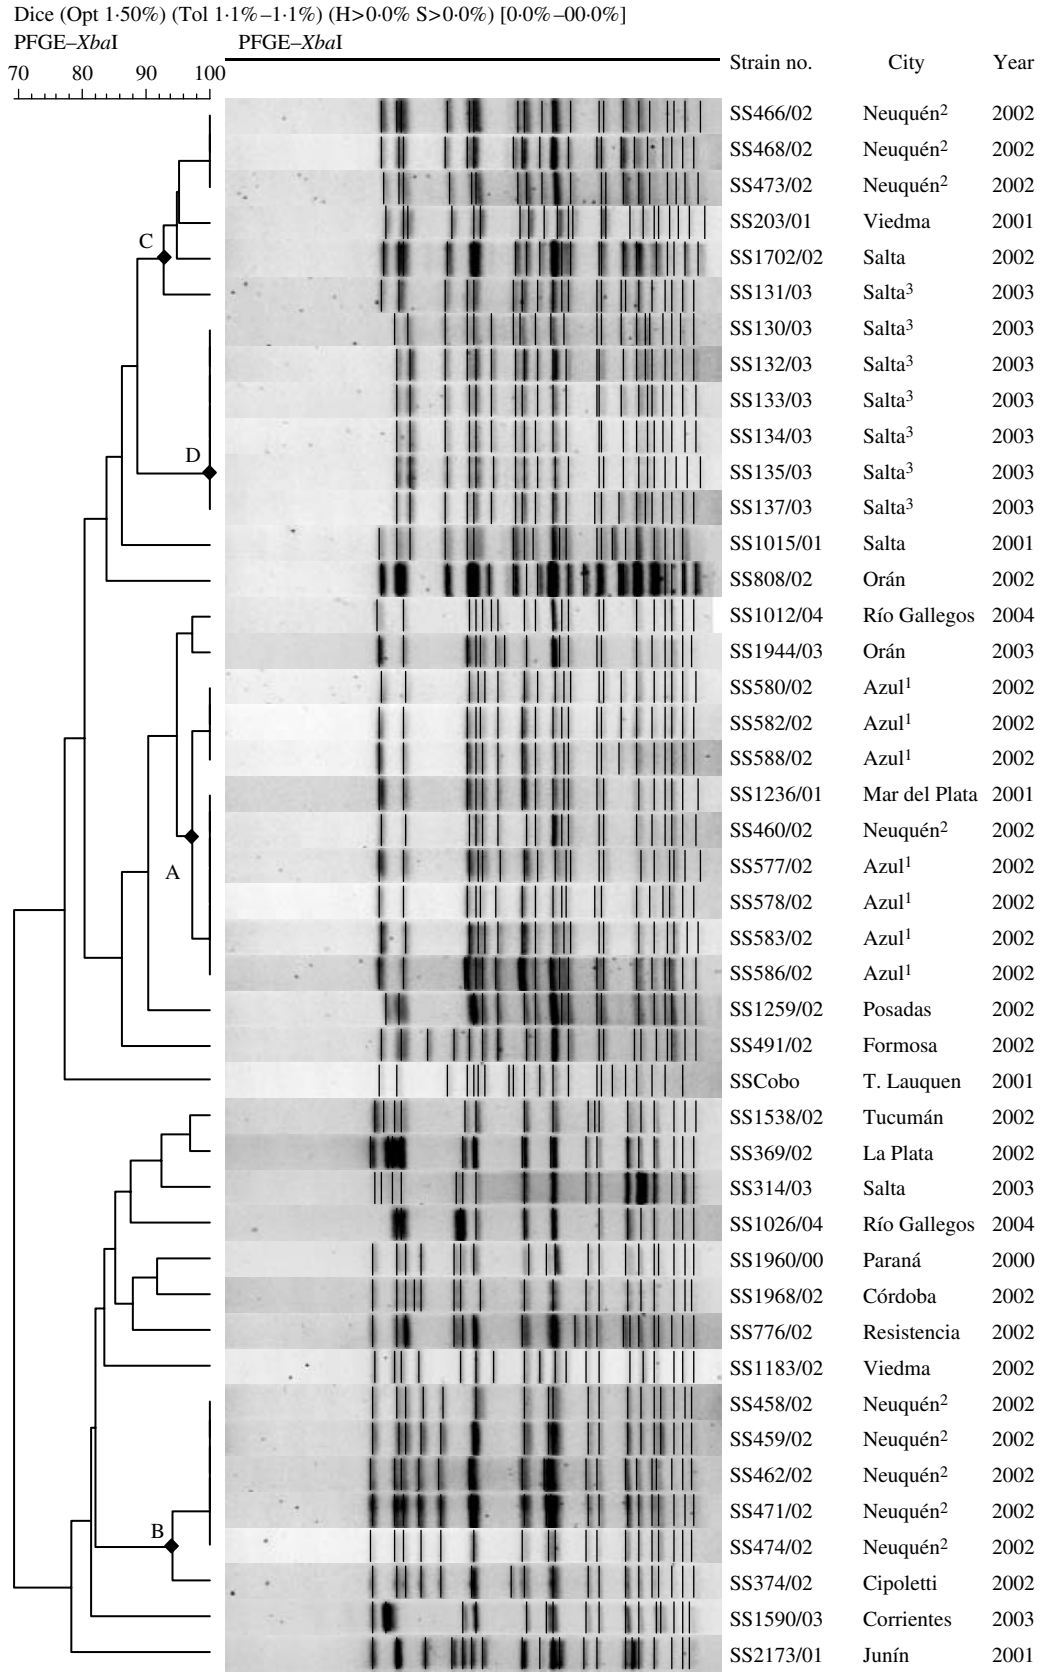 Dice (Opt 1·50%) (Tol 1·1%–1·1%) (H>0·0% S>0·0%) [0·0%–00·0%]
PFGE–XbaI PFGE–XbaI
70 80 90 100
Strain no. City Year
SS466/02 Neuquén² 2002
SS468/02 Neuquén² 2002
SS473/02 Neuquén² 2002
SS203/01 Viedma 2001
C
SS1702/02 Salta 2002
SS131/03 Salta³ 2003
SS130/03 Salta³ 2003
SS132/03 Salta³ 2003
SS133/03 Salta³ 2003
SS134/03 Salta³ 2003
D
SS135/03 Salta³ 2003
SS137/03 Salta³ 2003
SS1015/01 Salta 2001
SS808/02 Orán 2002
SS1012/04 Río Gallegos 2004
SS1944/03 Orán 2003
SS580/02 Azul¹ 2002
SS582/02 Azul¹ 2002
SS588/02 Azul¹ 2002
SS1236/01 Mar del Plata 2001
SS460/02 Neuquén² 2002
A
SS577/02 Azul¹ 2002
SS578/02 Azul¹ 2002
SS583/02 Azul¹ 2002
SS586/02 Azul¹ 2002
SS1259/02 Posadas 2002
SS491/02 Formosa 2002
SSCobo T. Lauquen 2001
SS1538/02 Tucumán 2002
SS369/02 La Plata 2002
SS314/03 Salta 2003
SS1026/04 Río Gallegos 2004
SS1960/00 Paraná 2000
SS1968/02 Córdoba 2002
SS776/02 Resistencia 2002
SS1183/02 Viedma 2002
SS458/02 Neuquén² 2002
SS459/02 Neuquén² 2002
SS462/02 Neuquén² 2002
SS471/02 Neuquén² 2002
B
SS474/02 Neuquén² 2002
SS374/02 Cipoletti 2002
SS1590/03 Corrientes 2003
SS2173/01 Junín 2001